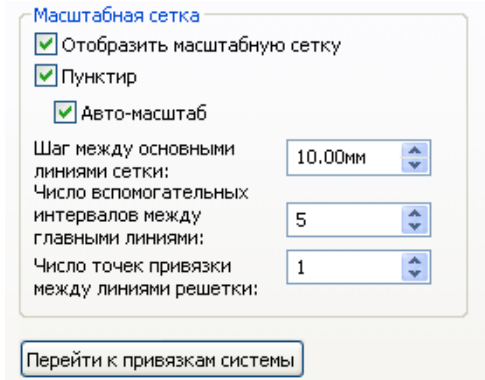 Масштабная сетка
Отобразить масштабную сетку
Пунктир
Авто-масштаб
Шаг между основными
линиями сетки:
10.00мм
Число вспомогательных
интервалов между
главными линиями:
5
Число точек привязки
между линиями решетки:
1
Перейти к привязкам системы